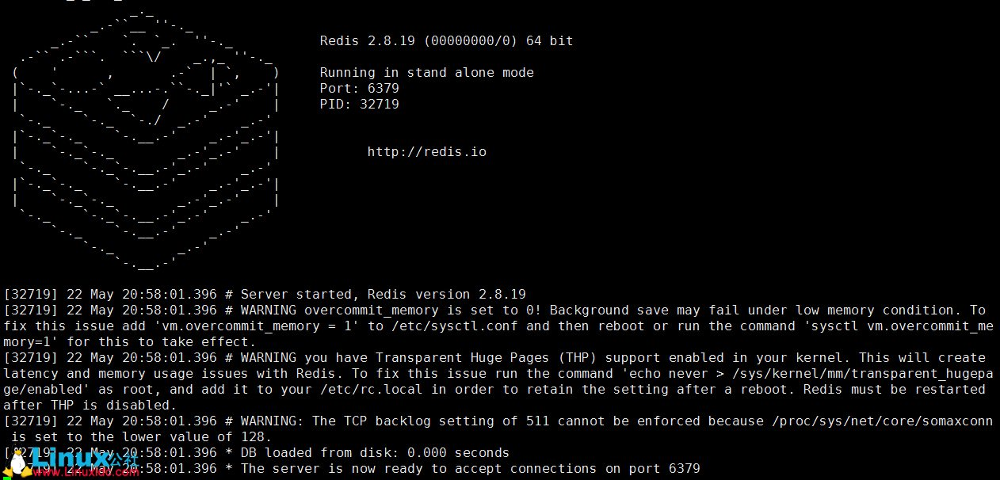 Redis 2.8.19 (00000000/0) 64 bit
Running in stand alone mode
Port: 6379
PID: 32719
http://redis.io
[32719] 22 May 20:58:01.396 # Server started, Redis version 2.8.19
[32719] 22 May 20:58:01.396 # WARNING overcommit_memory is set to 0! Background save may fail under low memory condition. To
fix this issue add 'vm.overcommit_memory = 1' to /etc/sysctl.conf and then reboot or run the command 'sysctl vm.overcommit_me
mory=1' for this to take effect.
[32719] 22 May 20:58:01.396 # WARNING you have Transparent Huge Pages (THP) support enabled in your kernel. This will create
latency and memory usage issues with Redis. To fix this issue run the command 'echo never > /sys/kernel/mm/transparent_hugepa
ge/enabled' as root, and add it to your /etc/rc.local in order to retain the setting after a reboot. Redis must be restarted
after THP is disabled.
[32719] 22 May 20:58:01.396 # WARNING: The TCP backlog setting of 511 cannot be enforced because /proc/sys/net/core/somaxconn
is set to the lower value of 128.
[32719] 22 May 20:58:01.396 * DB loaded from disk: 0.000 seconds
[32719] 22 May 20:58:01.396 * The server is now ready to accept connections on port 6379
Linux公社
www.Linuxidc.com